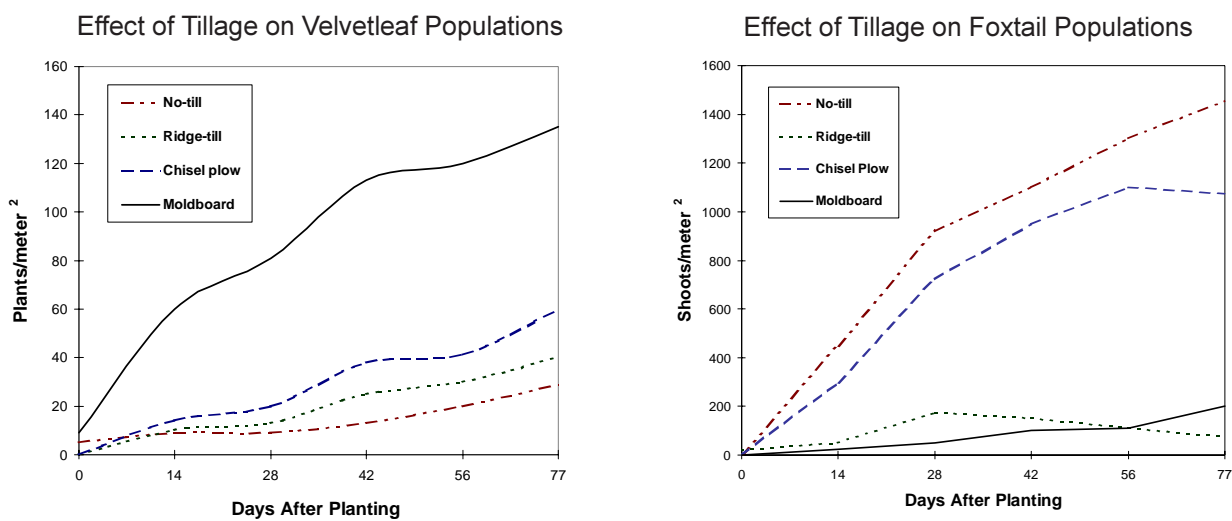 Effect of Tillage on Velvetleaf Populations
160
140
120
100
80
60
40
20
0
Plants/meter 2
No-till
Ridge-till
Chisel plow
Moldboard
0 14 28 42 56 77
Days After Planting
Effect of Tillage on Foxtail Populations
1600
1400
1200
1000
800
600
400
200
0
Shoots/meter 2
No-till
Ridge-till
Chisel Plow
Moldboard
0 14 28 42 56 77
Days After Planting